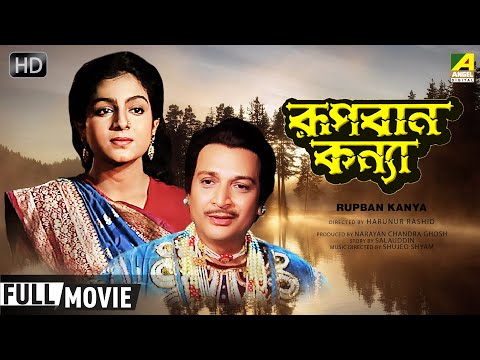 HD
A
ANGEL
DIGITAL
রূপবান
কন্যা
RUPBAN KANYA
DIRECTED BY HARUNUR RASHID
PRODUCED BY NARAYAN CHANDRA GHOSH
STORY BY SALAUDDIN
MUSIC DIRECTED BY SHUJEO SHYAM
FULL MOVIE